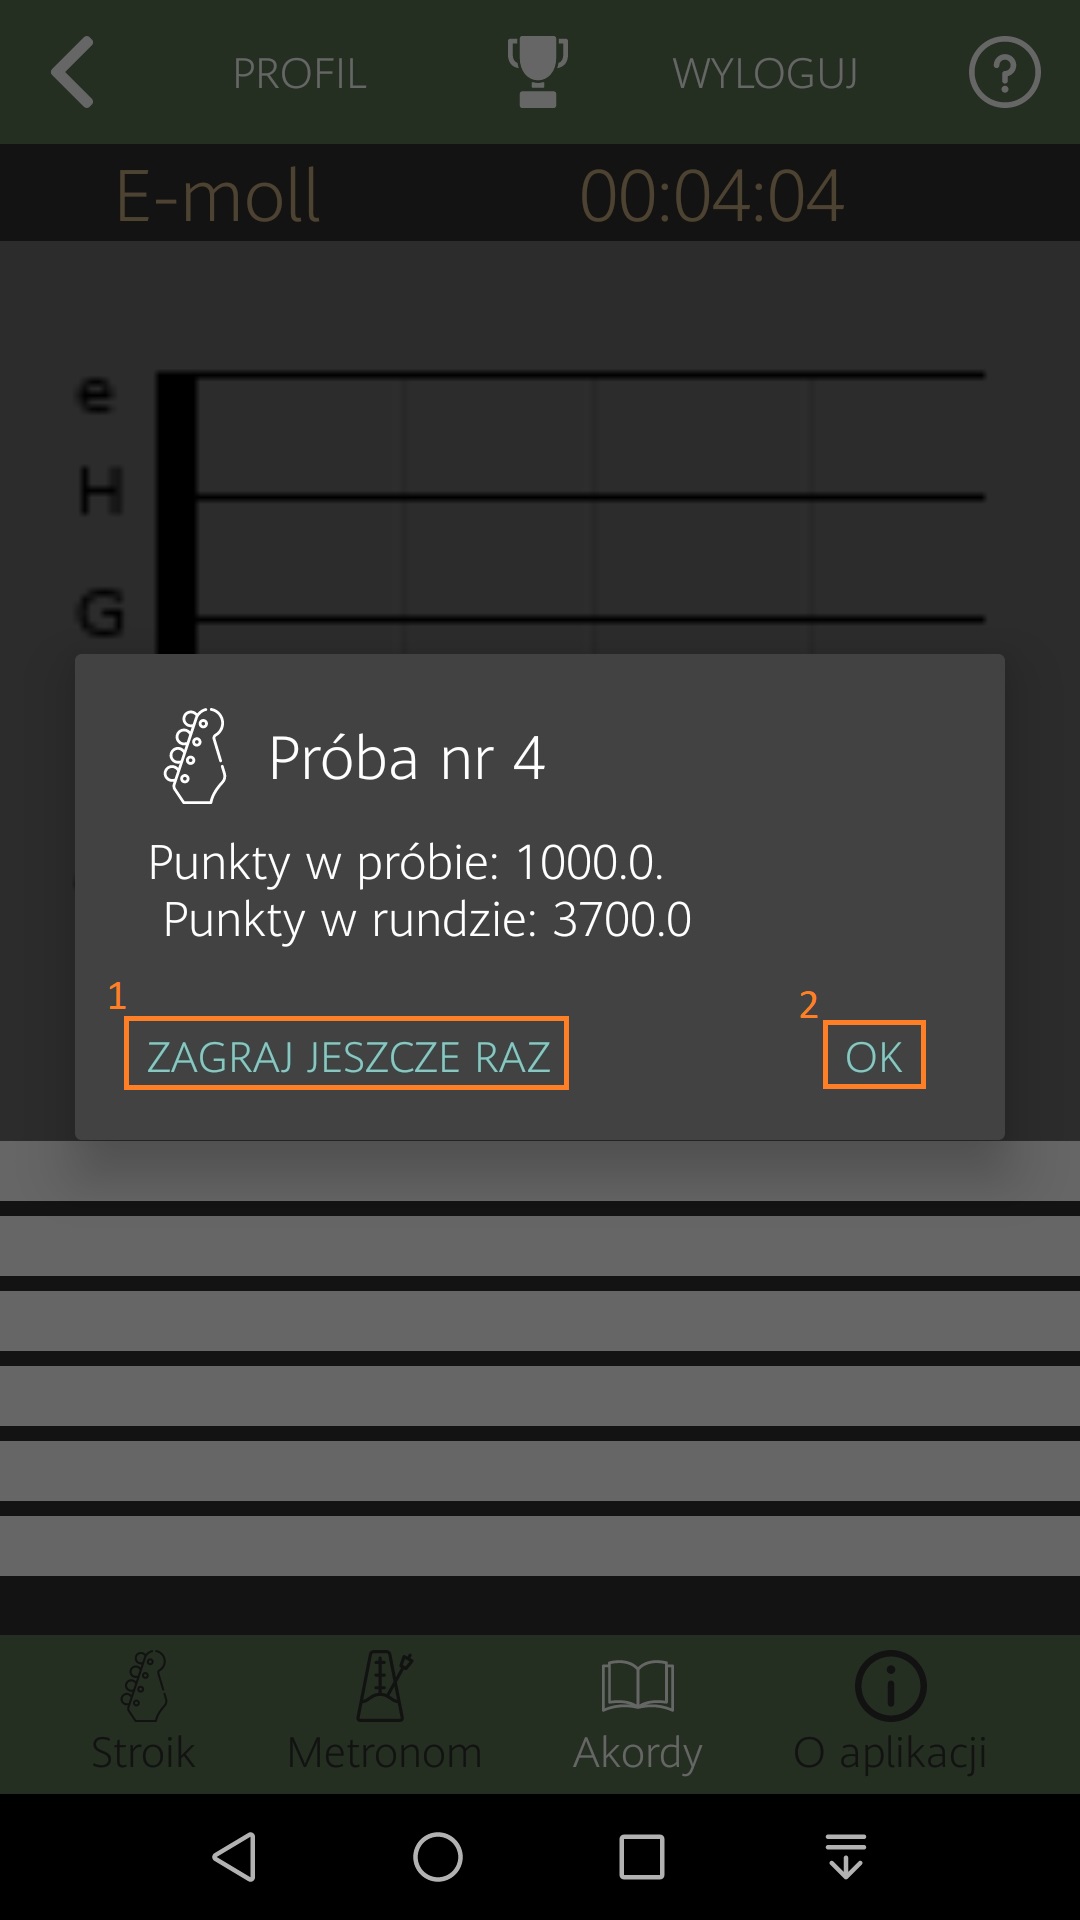 PROFIL WYLOGUJ ?
E-moll 00:04:04
e
H
G
Próba nr 4
Punkty w próbie: 1000.0.
Punkty w rundzie: 3700.0
1 2
ZAGRAJ JESZCZE RAZ OK
Stroik Metronom Akordy O aplikacji